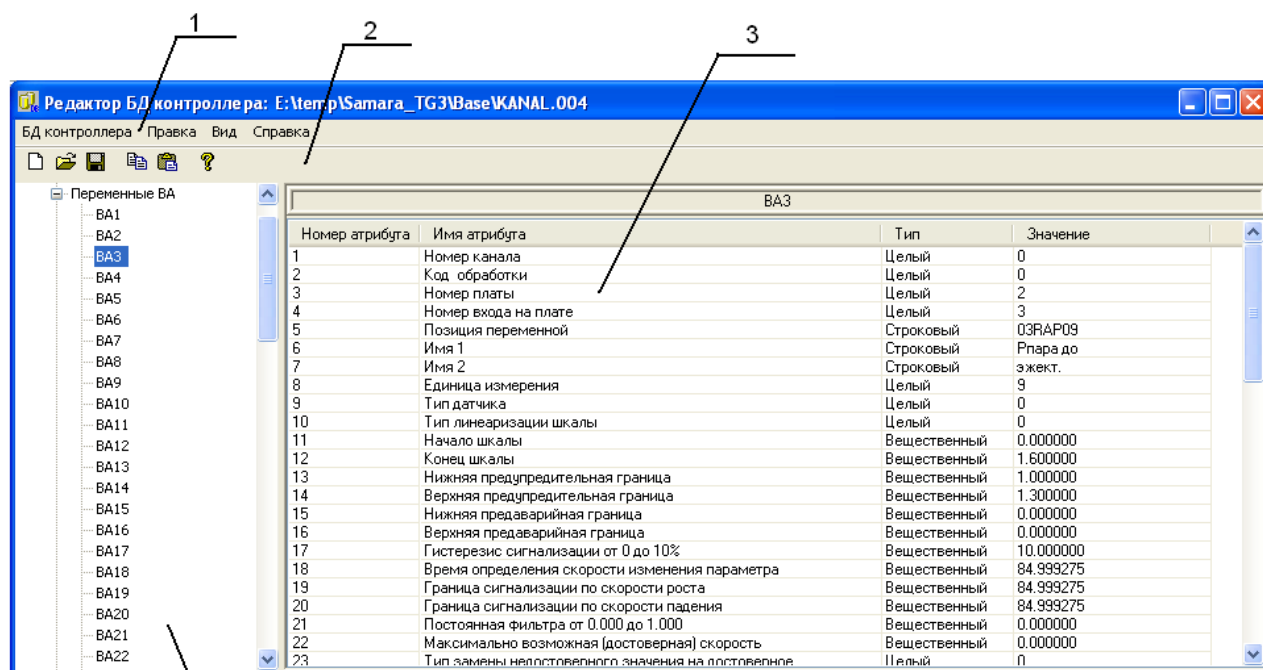 1
2
3
Редактор БД контроллера: E:\temp\Samara_TG3\Base\KANAL.004
БД контроллера Правка Вид Справка
Переменные ВА
ВА1
ВА2
ВА3
ВА4
ВА5
ВА6
ВА7
ВА8
ВА9
ВА10
ВА11
ВА12
ВА13
ВА14
ВА15
ВА16
ВА17
ВА18
ВА19
ВА20
ВА21
ВА22
ВА3
Номер атрибута Имя атрибута Тип Значение
1 Номер канала Целый 0
2 Код обработки Целый 0
3 Номер платы Целый 2
4 Номер входа на плате Целый 3
5 Позиция переменной Строковый 03RAP09
6 Имя 1 Строковый Рпара до
7 Имя 2 Строковый эжект.
8 Единица измерения Целый 9
9 Тип датчика Целый 0
10 Тип линеаризации шкалы Целый 0
11 Начало шкалы Вещественный 0.000000
12 Конец шкалы Вещественный 1.600000
13 Нижняя предупредительная граница Вещественный 1.000000
14 Верхняя предупредительная граница Вещественный 1.300000
15 Нижняя предаварийная граница Вещественный 0.000000
16 Верхняя предаварийная граница Вещественный 0.000000
17 Гистерезис сигнализации от 0 до 10% Вещественный 10.000000
18 Время определения скорости изменения параметра Вещественный 84.999275
19 Граница сигнализации по скорости роста Вещественный 84.999275
20 Граница сигнализации по скорости падения Вещественный 84.999275
21 Постоянная фильтра от 0.000 до 1.000 Вещественный 0.000000
22 Максимально возможная (достоверная) скорость Вещественный 0.000000
23 Тип замены недостоверного значения на достоверное Целый 0